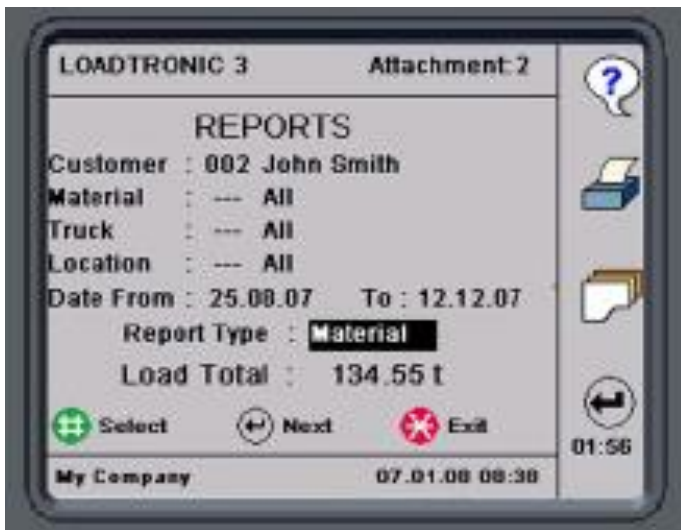 LOADTRONIC 3 Attachment: 2
?
REPORTS
Customer : 002 John Smith
Material : --- All
Truck : --- All
Location : --- All
Date From : 25.08.07 To : 12.12.07
Report Type : Material
Load Total : 134.55 t
Select Next Exit
01:56
My Company 07.01.08 08:38